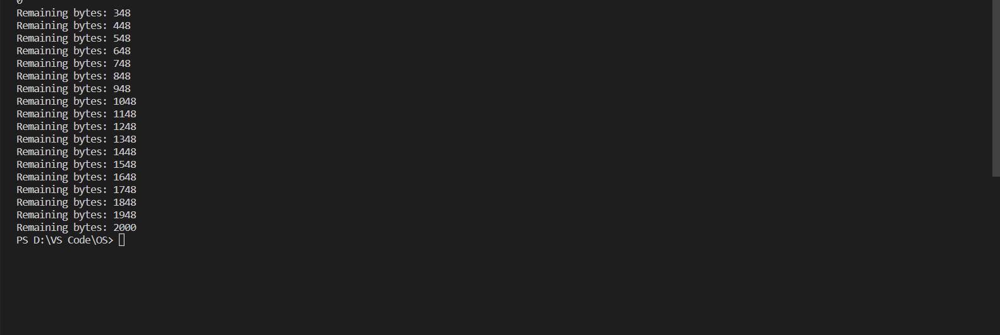 0
Remaining bytes: 348
Remaining bytes: 448
Remaining bytes: 548
Remaining bytes: 648
Remaining bytes: 748
Remaining bytes: 848
Remaining bytes: 948
Remaining bytes: 1048
Remaining bytes: 1148
Remaining bytes: 1248
Remaining bytes: 1348
Remaining bytes: 1448
Remaining bytes: 1548
Remaining bytes: 1648
Remaining bytes: 1748
Remaining bytes: 1848
Remaining bytes: 1948
Remaining bytes: 2000
PS D:\VS Code\OS>